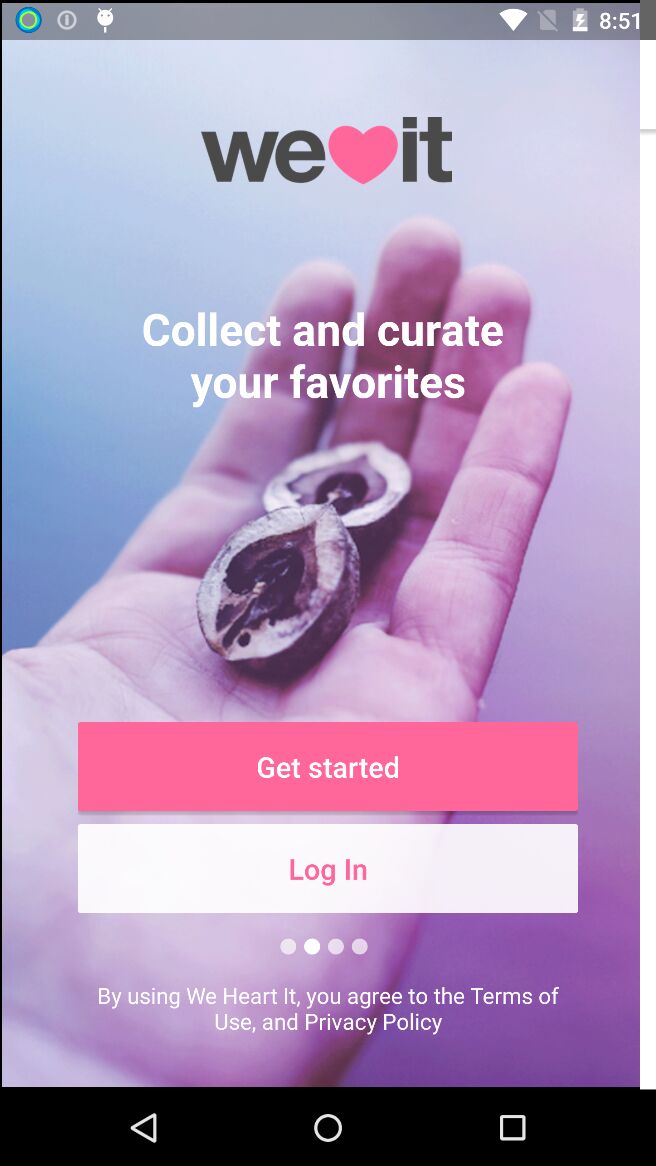 8:51
we it
Collect and curate
your favorites
Get started
Log In
By using We Heart It, you agree to the Terms of
Use, and Privacy Policy